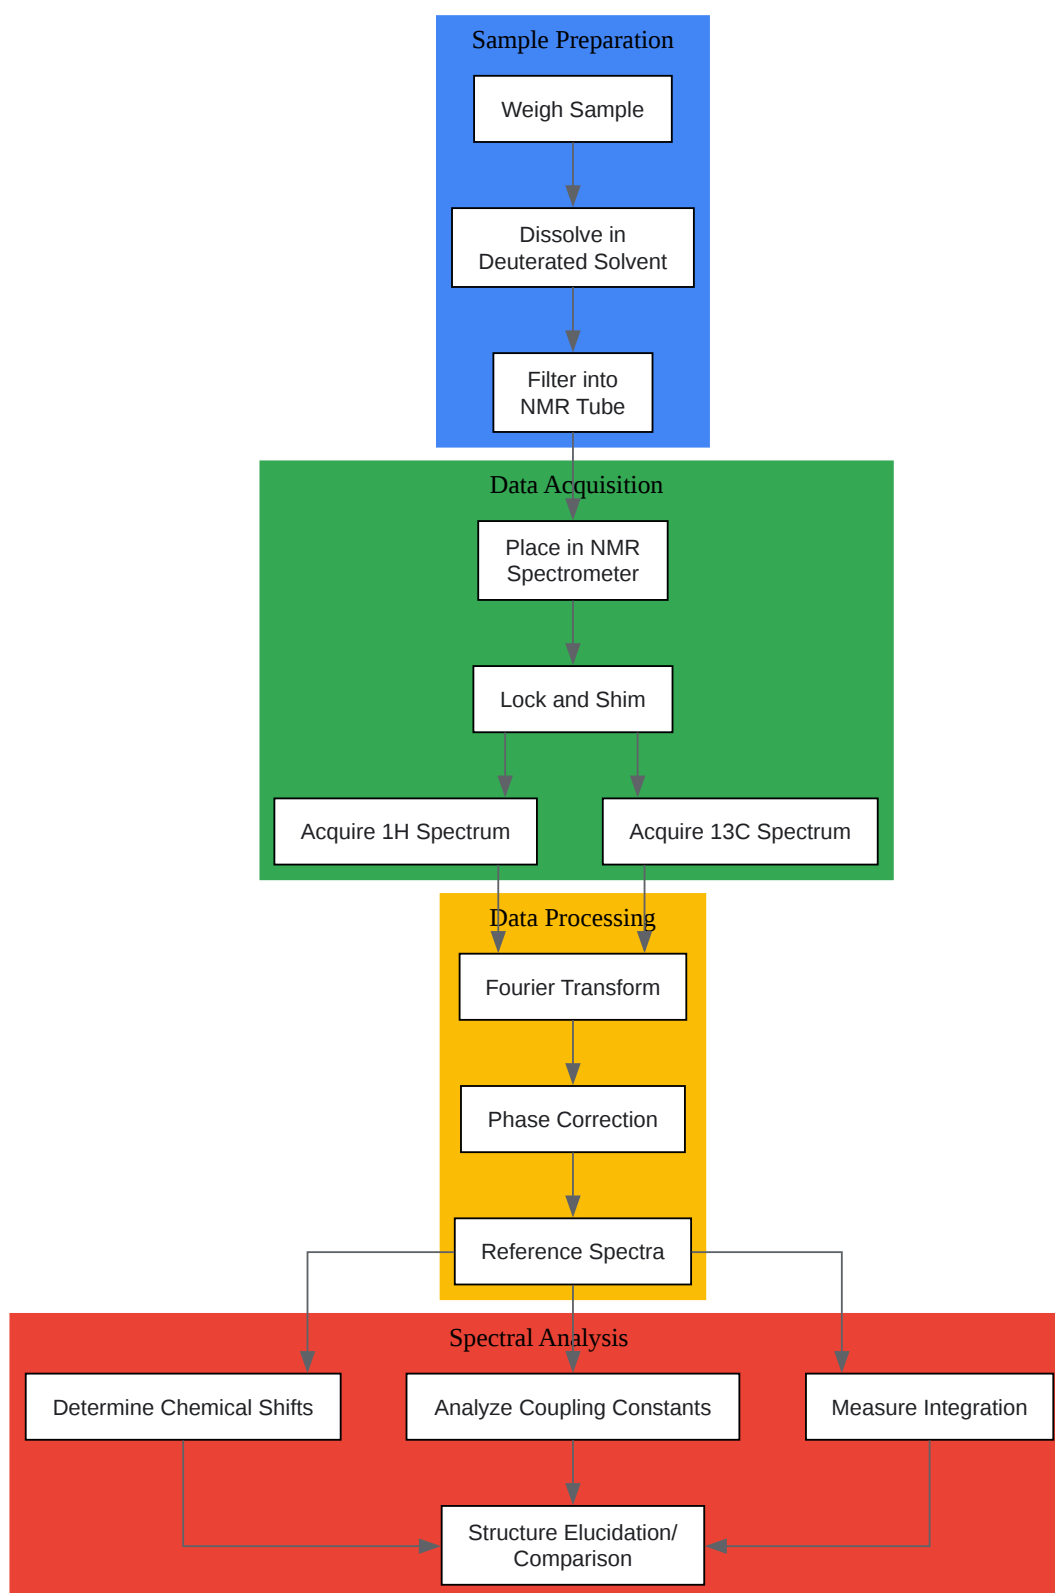 Sample Preparation
Weigh Sample
Dissolve in
Deuterated Solvent
Filter into
NMR Tube
Data Acquisition
Place in NMR
Spectrometer
Lock and Shim
Acquire 1H Spectrum
Acquire 13C Spectrum
Data Processing
Fourier Transform
Phase Correction
Reference Spectra
Spectral Analysis
Determine Chemical Shifts
Analyze Coupling Constants
Measure Integration
Structure Elucidation/
Comparison